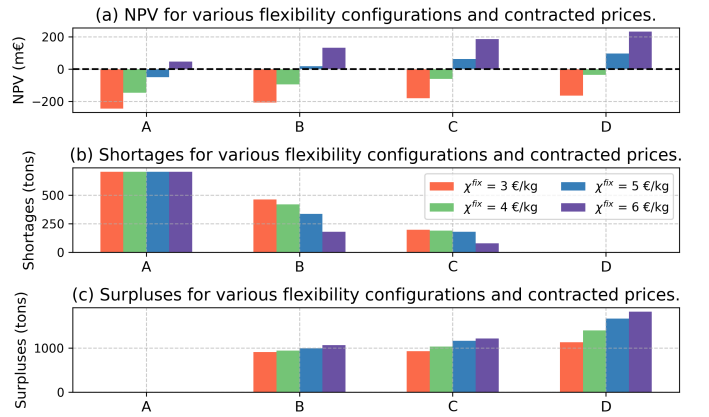 (a) NPV for various flexibility configurations and contracted prices.
NPV (m€)
200
0
−200
A B C D
(b) Shortages for various flexibility configurations and contracted prices.
Shortages (tons)
500
250
0
χ^fix = 3 €/kg χ^fix = 5 €/kg
χ^fix = 4 €/kg χ^fix = 6 €/kg
A B C D
(c) Surpluses for various flexibility configurations and contracted prices.
Surpluses (tons)
1000
0
A B C D